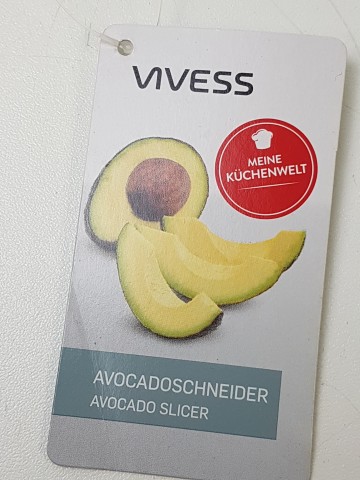 VIVESS
MEINE
KÜCHENWELT
AVOCADOSCHNEIDER
AVOCADO SLICER